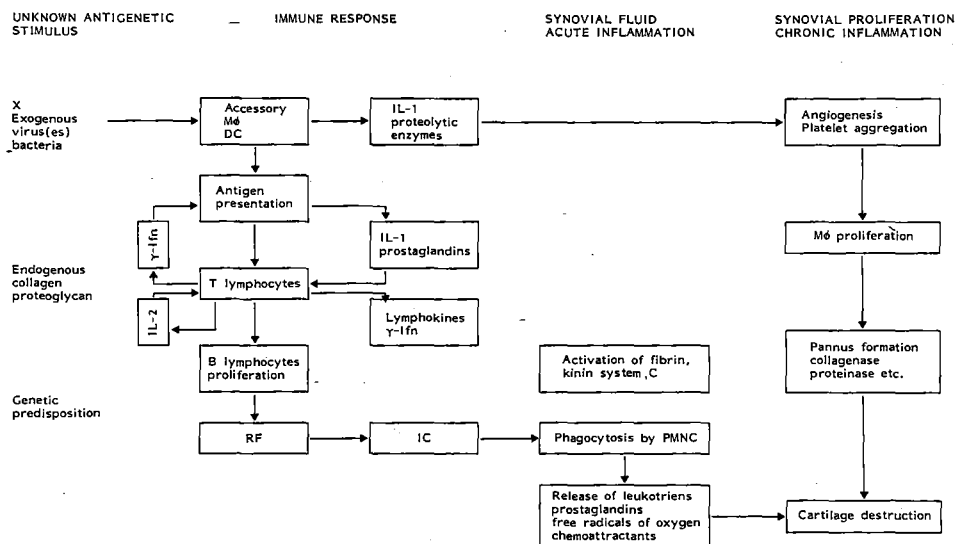 UNKNOWN ANTIGENETIC
STIMULUS
IMMUNE RESPONSE
SYNOVIAL FLUID
ACUTE INFLAMMATION
SYNOVIAL PROLIFERATION
CHRONIC INFLAMMATION
X
Exogenous
virus(es)
bacteria
Accessory
Mø
DC
IL-1
proteolytic
enzymes
Angiogenesis
Platelet aggregation
Antigen
presentation
γ-Ifn
IL-1
prostaglandins
Mø proliferation
Endogenous
collagen
proteoglycan
T lymphocytes
IL-2
Lymphokines
γ-Ifn
B lymphocytes
proliferation
Activation of fibrin,
kinin system,C
Pannus formation
collagenase
proteinase etc.
Genetic
predisposition
RF
IC
Phagocytosis by PMNC
Release of leukotriens
prostaglandins
free radicals of oxygen
chemoattractants
Cartilage destruction